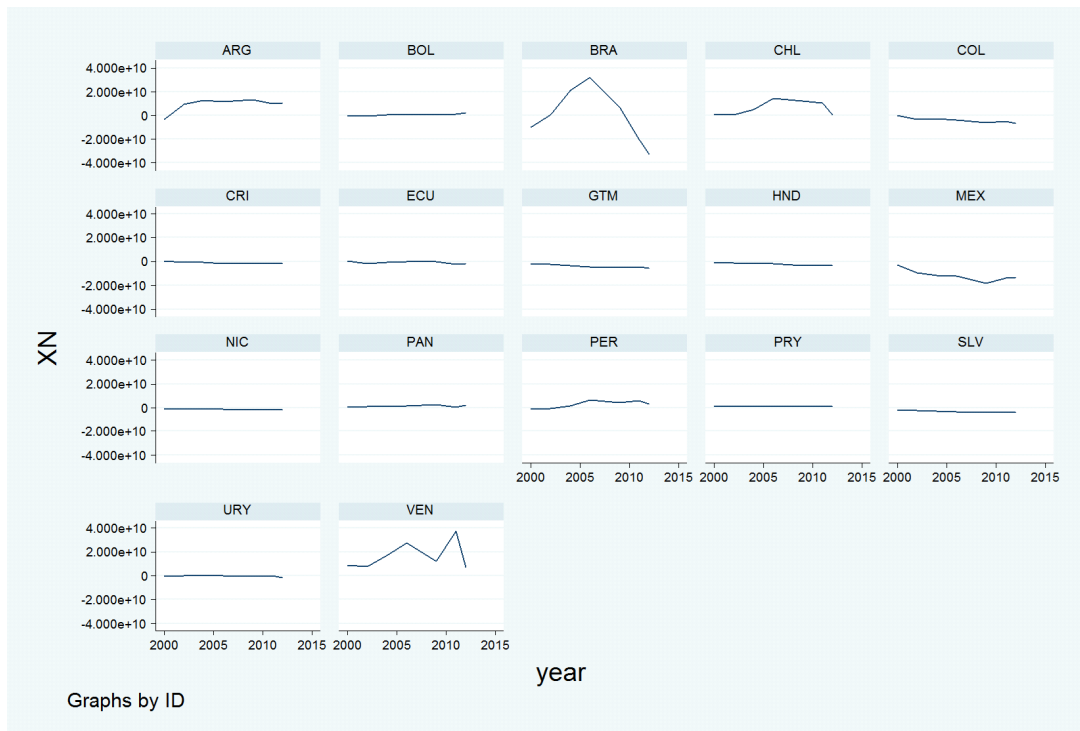 ARG BOL BRA CHL COL
4.000e+10
2.000e+10
0
-2.000e+10
-4.000e+10
CRI ECU GTM HND MEX
4.000e+10
2.000e+10
0
-2.000e+10
-4.000e+10
XN
NIC PAN PER PRY SLV
4.000e+10
2.000e+10
0
-2.000e+10
-4.000e+10
2000 2005 2010 2015 2000 2005 2010 2015 2000 2005 2010 2015
URY VEN
4.000e+10
2.000e+10
0
-2.000e+10
-4.000e+10
2000 2005 2010 2015 2000 2005 2010 2015
year
Graphs by ID